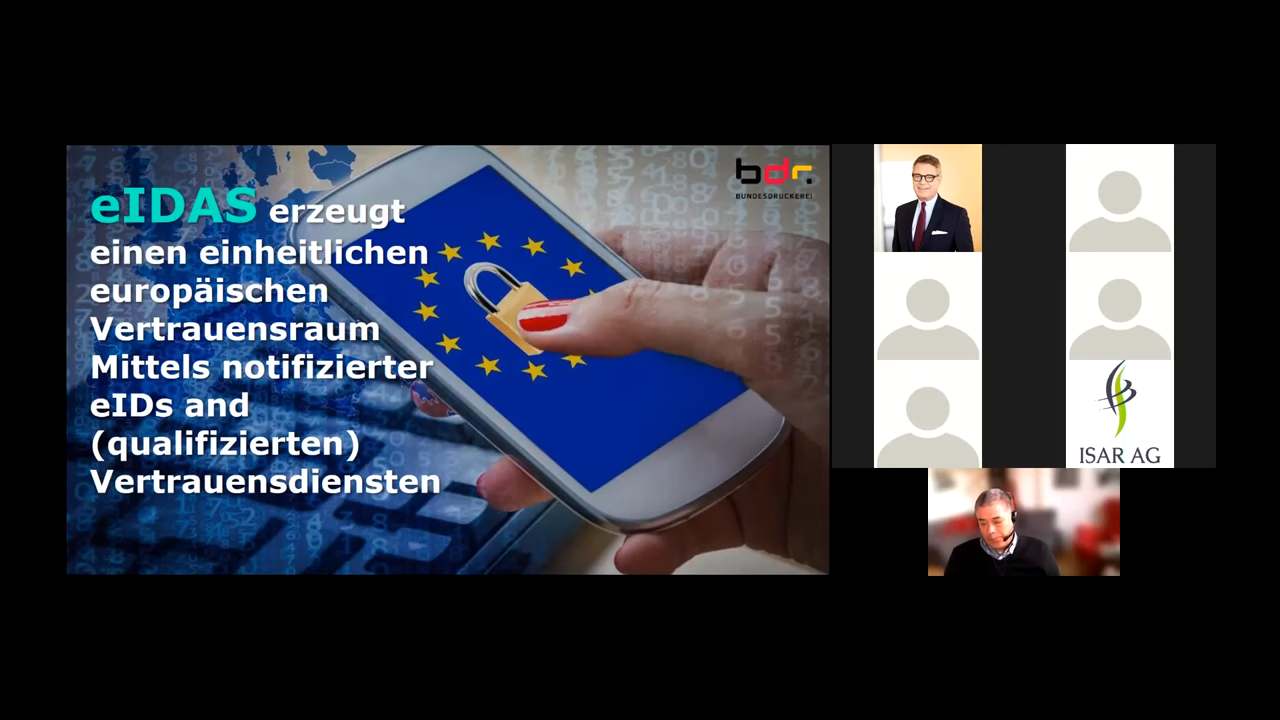 eIDAS erzeugt
einen einheitlichen
europäischen
Vertrauensraum
Mittels notifizierter
eIDs and
(qualifizierten)
Vertrauensdiensten
bdr.
BUNDESDRUCKEREI
ISAR AG